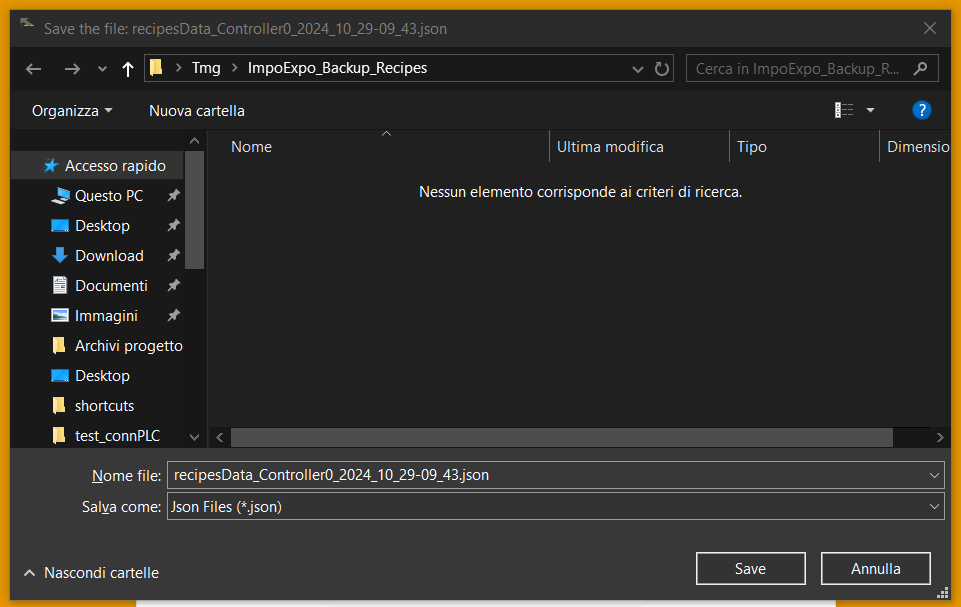 Save the file: recipesData_Controller0_2024_10_29-09_43.json
Tmg ImpoExpo_Backup_Recipes
Cerca in ImpoExpo_Backup_R...
Organizza Nuova cartella
?
Nome Ultima modifica Tipo Dimensio
Nessun elemento corrisponde ai criteri di ricerca.
Accesso rapido
Questo PC
Desktop
Download
Documenti
Immagini
Archivi progetto
Desktop
shortcuts
test_connPLC
Nome file: recipesData_Controller0_2024_10_29-09_43.json
Salva come: Json Files (*.json)
Nascondi cartelle
Save Annulla